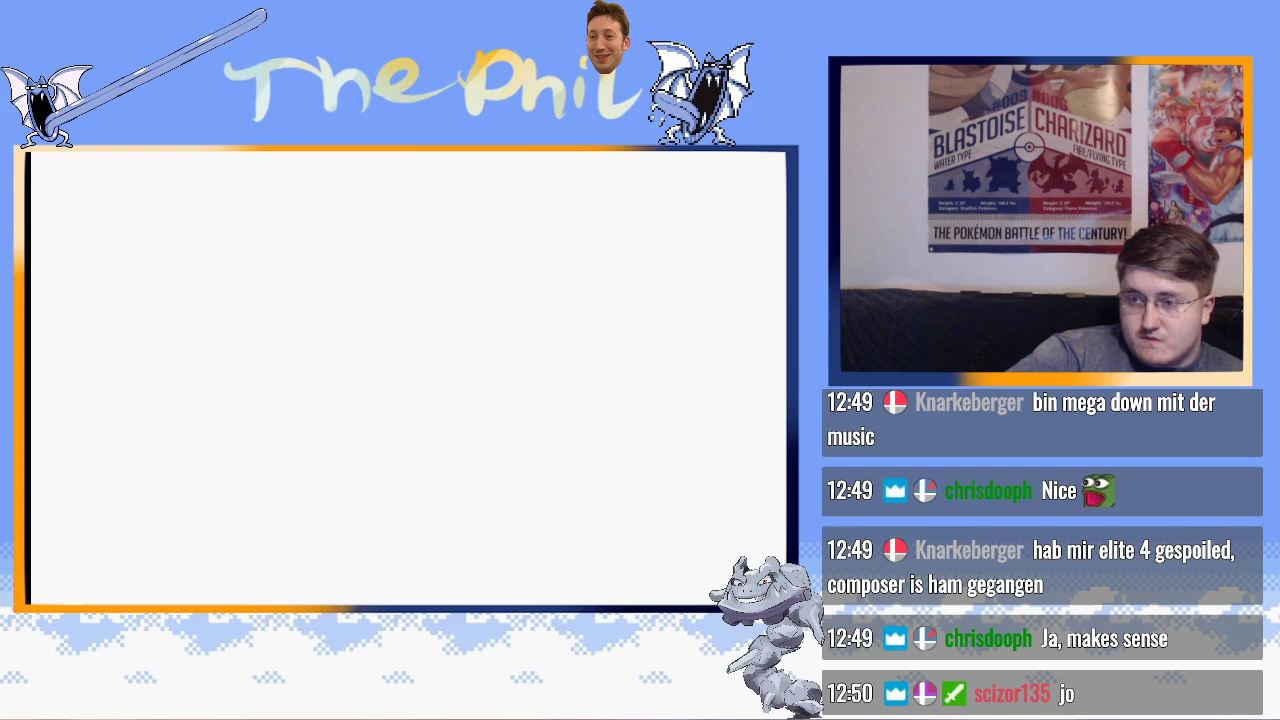 The Phil
#009 #006
BLASTOISE CHARIZARD
WATER TYPE FIRE/FLYING TYPE
THE POKÉMON BATTLE OF THE CENTURY!
12:49 Knarkeberger bin mega down mit der
music
12:49 chrisdooph Nice
12:49 Knarkeberger hab mir elite 4 gespoiled,
composer is ham gegangen
12:49 chrisdooph Ja, makes sense
12:50 scizor135 jo